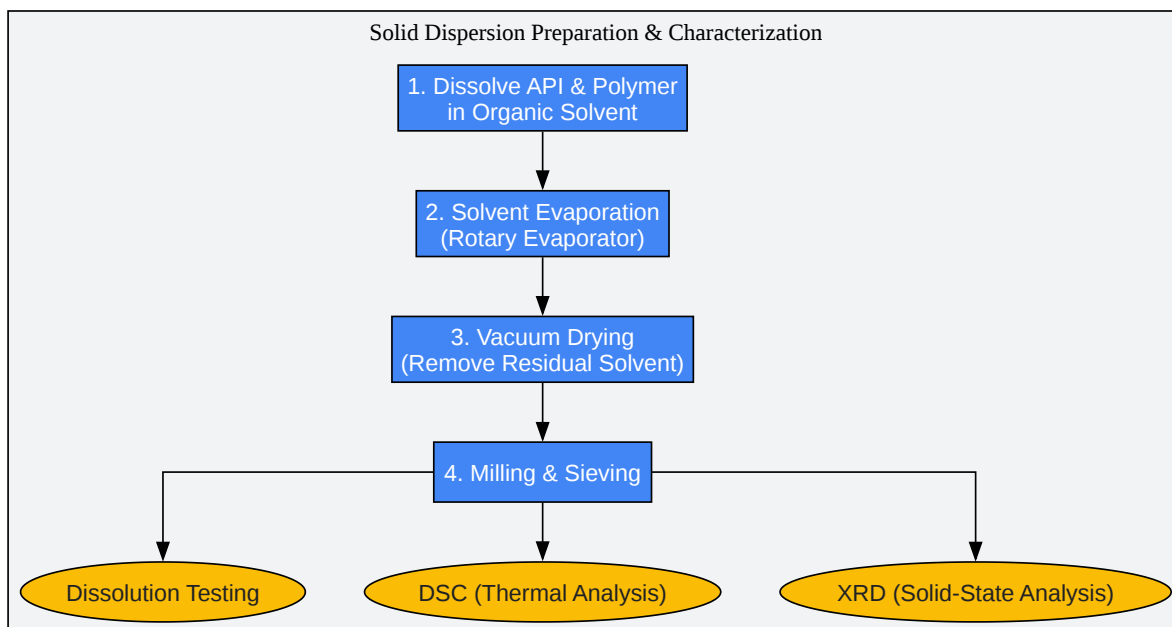 Solid Dispersion Preparation & Characterization
1. Dissolve API & Polymer
in Organic Solvent
2. Solvent Evaporation
(Rotary Evaporator)
3. Vacuum Drying
(Remove Residual Solvent)
4. Milling & Sieving
Dissolution Testing
DSC (Thermal Analysis)
XRD (Solid-State Analysis)